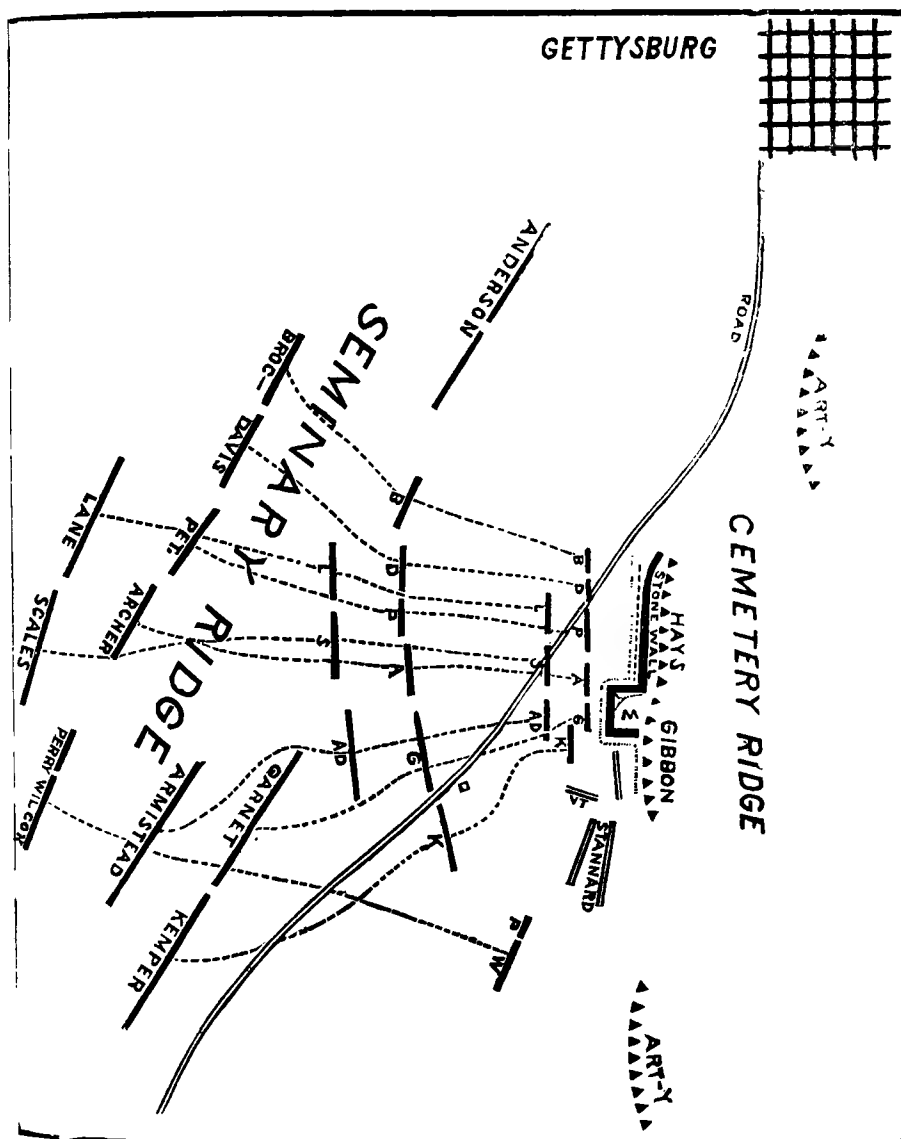 GETTYSBURG
ROAD
ANDERSON
SEMINARY RIDGE
BROC—
DAVIS
PET.
LANE
ARCHER
SCALES
ART-Y
CEMETERY RIDGE
STONE WALL
HAYS
GIBBON
B
B
D
D
L
L
P
P
S
S
A
A
AD
AD
G
G
K
K
W
VT
STANNARD
PERRY
WILCOX
ARMISTEAD
GARNET
KEMPER
P
W
ART-Y